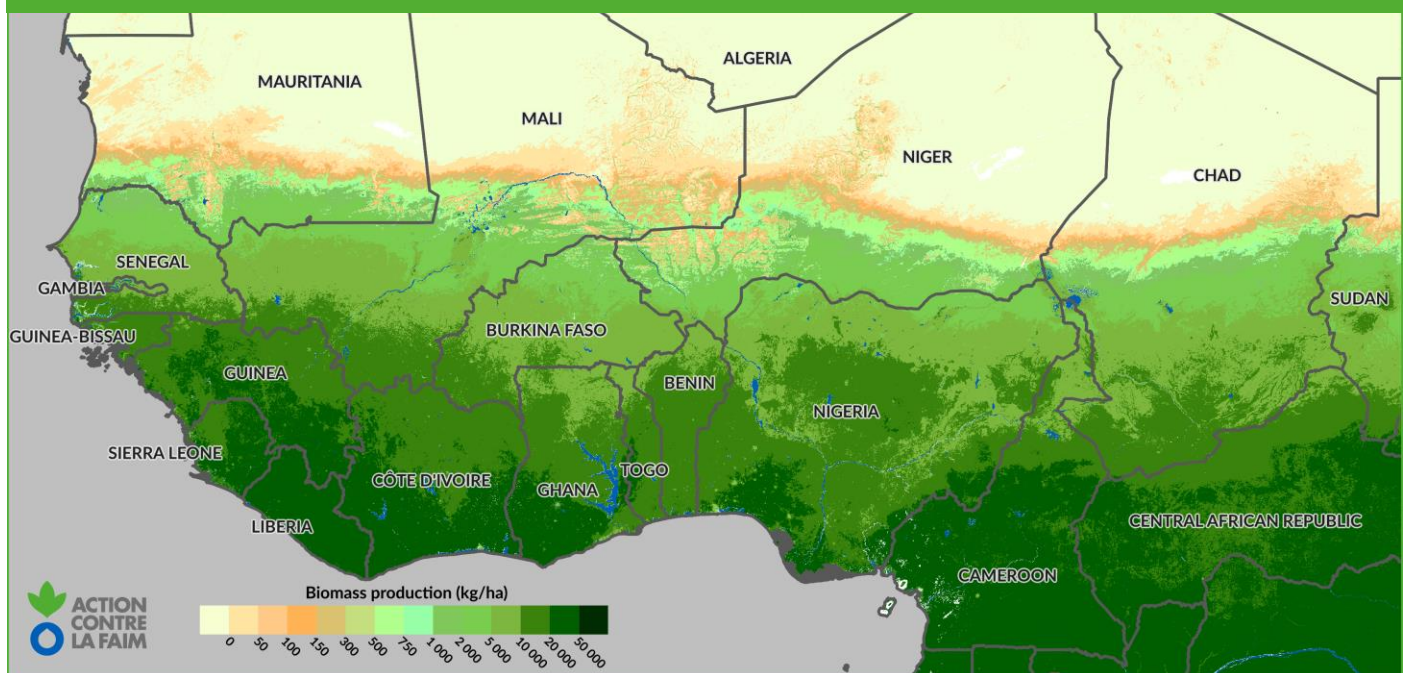 ALGERIA
MAURITANIA
MALI
NIGER
CHAD
SENEGAL
GAMBIA
SUDAN
GUINEA-BISSAU
BURKINA FASO
GUINEA
BENIN
NIGERIA
SIERRA LEONE
CÔTE D'IVOIRE
TOGO
GHANA
LIBERIA
CENTRAL AFRICAN REPUBLIC
CAMEROON
Biomass production (kg/ha)
0 50 100 150 300 500 750 1 000 2 000 5 000 10 000 20 000 50 000
ACTION
CONTRE
LA FAIM